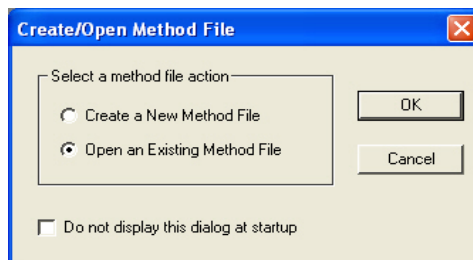 Create/Open Method File
Select a method file action
Create a New Method File
Open an Existing Method File
OK
Cancel
Do not display this dialog at startup